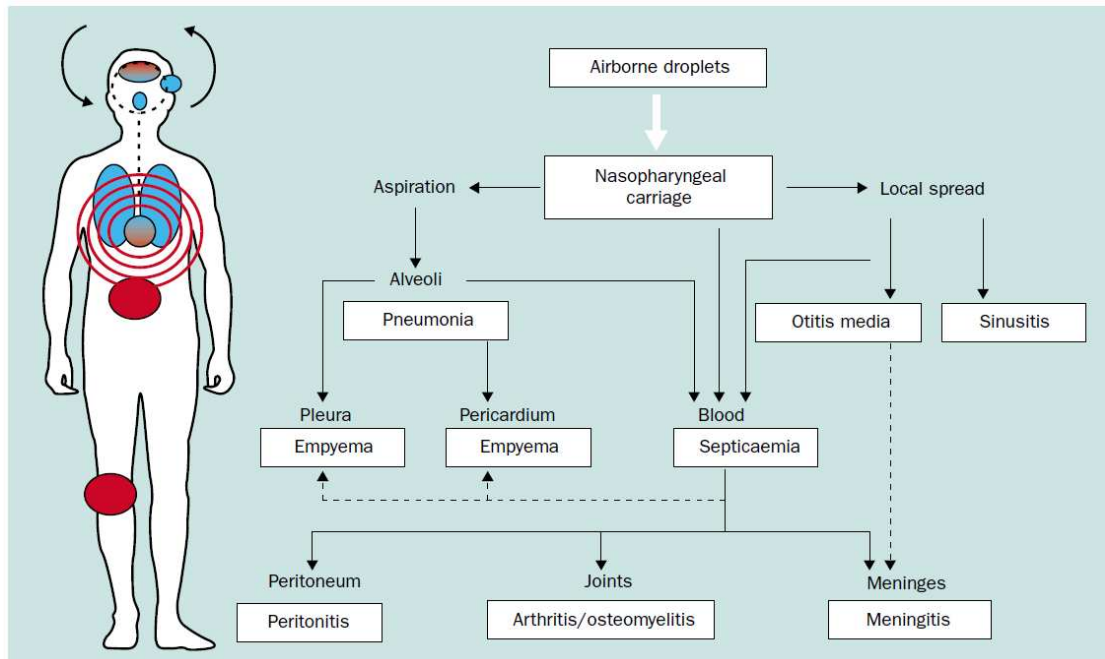 Airborne droplets
Nasopharyngeal
carriage
Aspiration
Local spread
Alveoli
Pneumonia
Otitis media
Sinusitis
Pleura
Pericardium
Blood
Empyema
Empyema
Septicaemia
Peritoneum
Joints
Meninges
Peritonitis
Arthritis/osteomyelitis
Meningitis